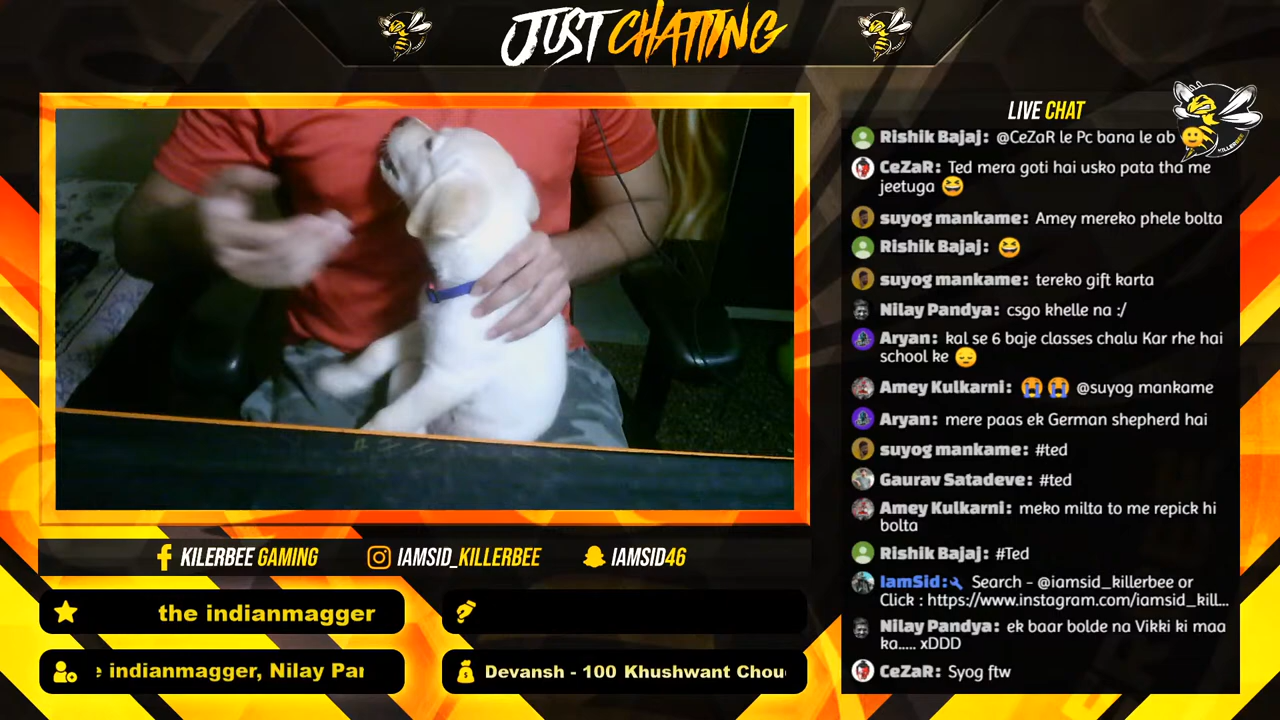 JUST CHATTING
LIVE CHAT
KILLERBEE
Rishik Bajaj: @CeZaR le Pc bana le ab
CeZaR: Ted mera goti hai usko pata tha me
jeetuga 😆
suyog mankame: Amey mereko phele bolta
Rishik Bajaj: 😆
suyog mankame: tereko gift karta
Nilay Pandya: csgo khelle na :/
Aryan: kal se 6 baje classes chalu Kar rhe hai
school ke 😔
Amey Kulkarni: 😭😭 @suyog mankame
Aryan: mere paas ek German shepherd hai
suyog mankame: #ted
Gaurav Satadeve: #ted
Amey Kulkarni: meko milta to me repick hi
bolta
Rishik Bajaj: #Ted
IamSid: Search - @iamsid_killerbee or
Click : https://www.instagram.com/iamsid_kill...
Nilay Pandya: ek baar bolde na Vikki ki maa
ka..... xDDD
CeZaR: Syog ftw
KILERBEE GAMING
IAMSID_KILLERBEE
IAMSID46
the indianmagger
e indianmagger, Nilay Pan
Devansh - 100 Khushwant Chou